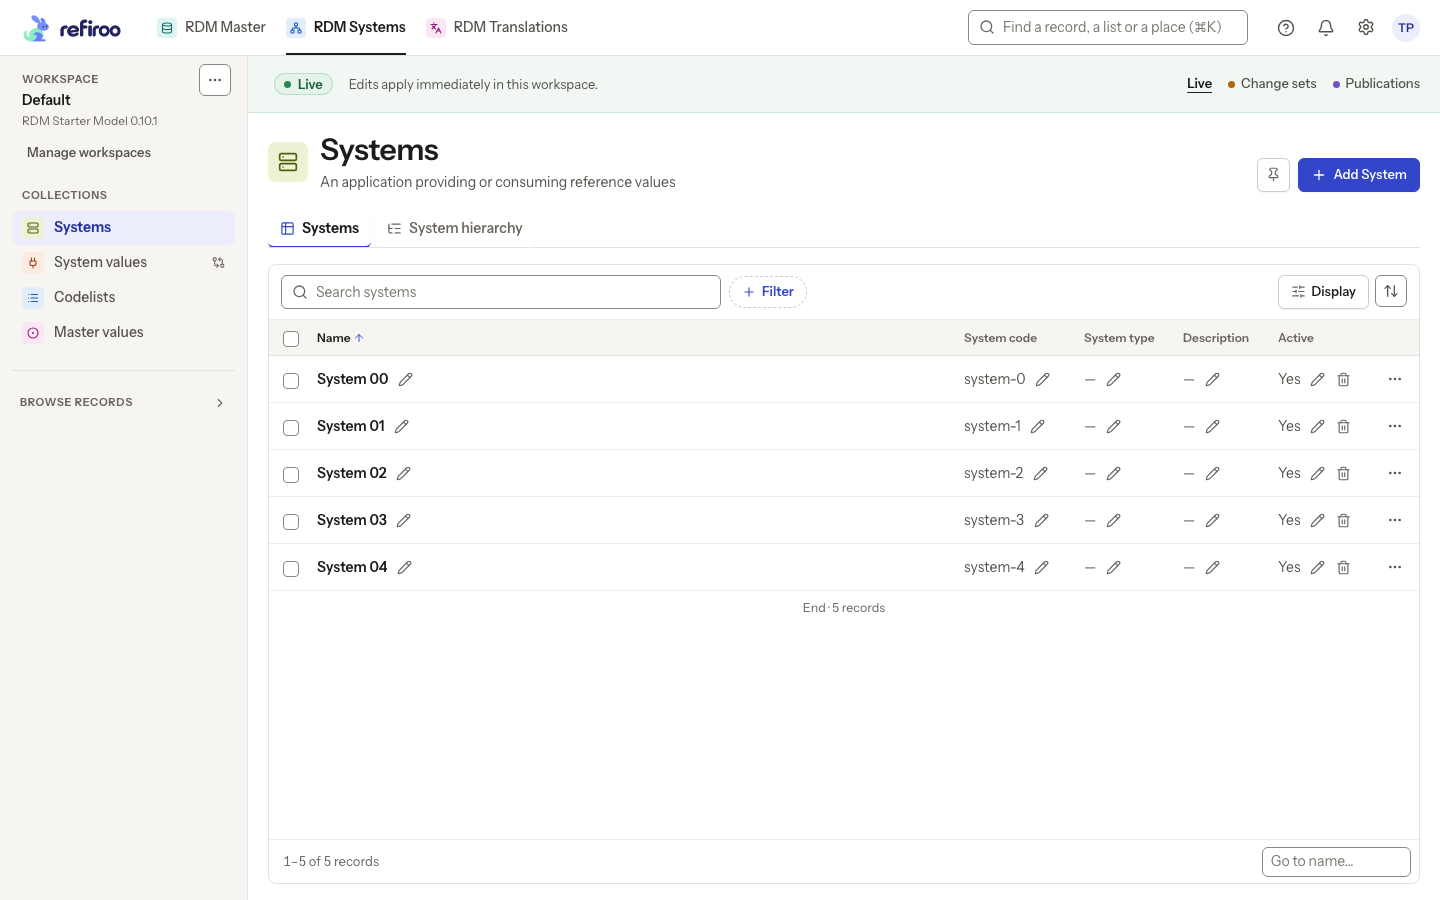 refiroo
RDM Master
RDM Systems
RDM Translations
Find a record, a list or a place (⌘K)
TP
WORKSPACE
Default
RDM Starter Model 0.10.1
Manage workspaces
COLLECTIONS
Systems
System values
Codelists
Master values
BROWSE RECORDS
Live
Edits apply immediately in this workspace.
Live
Change sets
Publications
Systems
An application providing or consuming reference values
Add System
Systems
System hierarchy
Search systems
Filter
Display
Name System code System type Description Active
System 00 system-0 — — Yes
System 01 system-1 — — Yes
System 02 system-2 — — Yes
System 03 system-3 — — Yes
System 04 system-4 — — Yes
End · 5 records
1–5 of 5 records
Go to name...